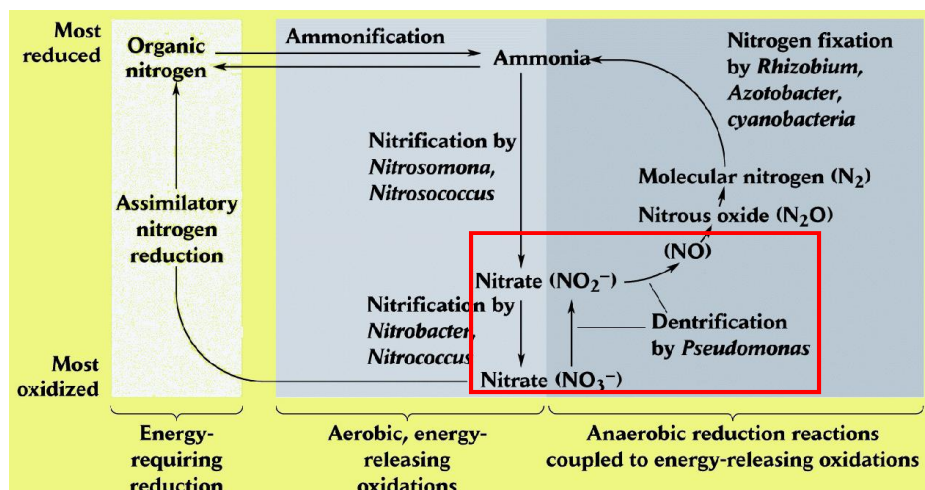 Most
reduced
Organic
nitrogen
Ammonification
Ammonia
Nitrogen fixation
by Rhizobium,
Azotobacter,
cyanobacteria
Nitrification by
Nitrosomona,
Nitrosococcus
Molecular nitrogen (N₂)
Assimilatory
nitrogen
reduction
Nitrous oxide (N₂O)
(NO)
Nitrate (NO₂⁻)
Nitrification by
Nitrobacter,
Nitrococcus
Dentrification
by Pseudomonas
Most
oxidized
Nitrate (NO₃⁻)
Energy-
requiring
reduction
Aerobic, energy-
releasing
oxidations
Anaerobic reduction reactions
coupled to energy-releasing oxidations